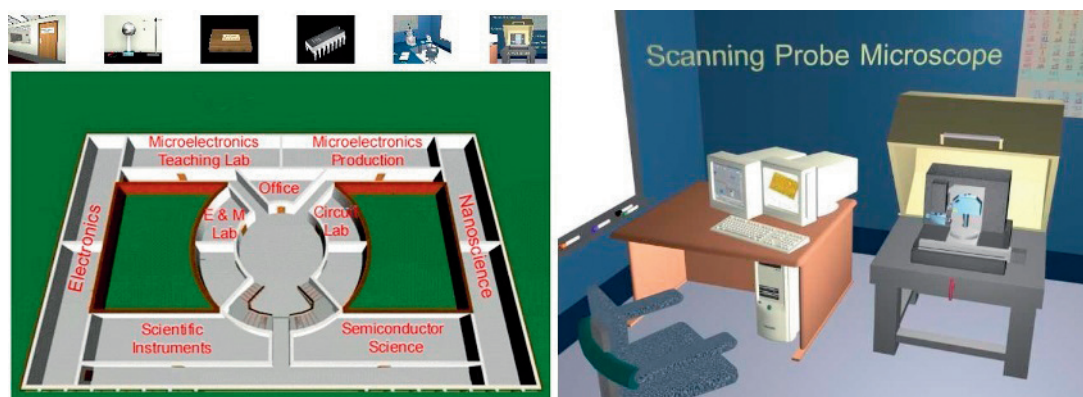 Microelectronics
Teaching Lab
Microelectronics
Production
Office
E & M
Lab
Circuit
Lab
Electronics
Nanoscience
Scientific
Instruments
Semiconductor
Science
Scanning Probe Microscope